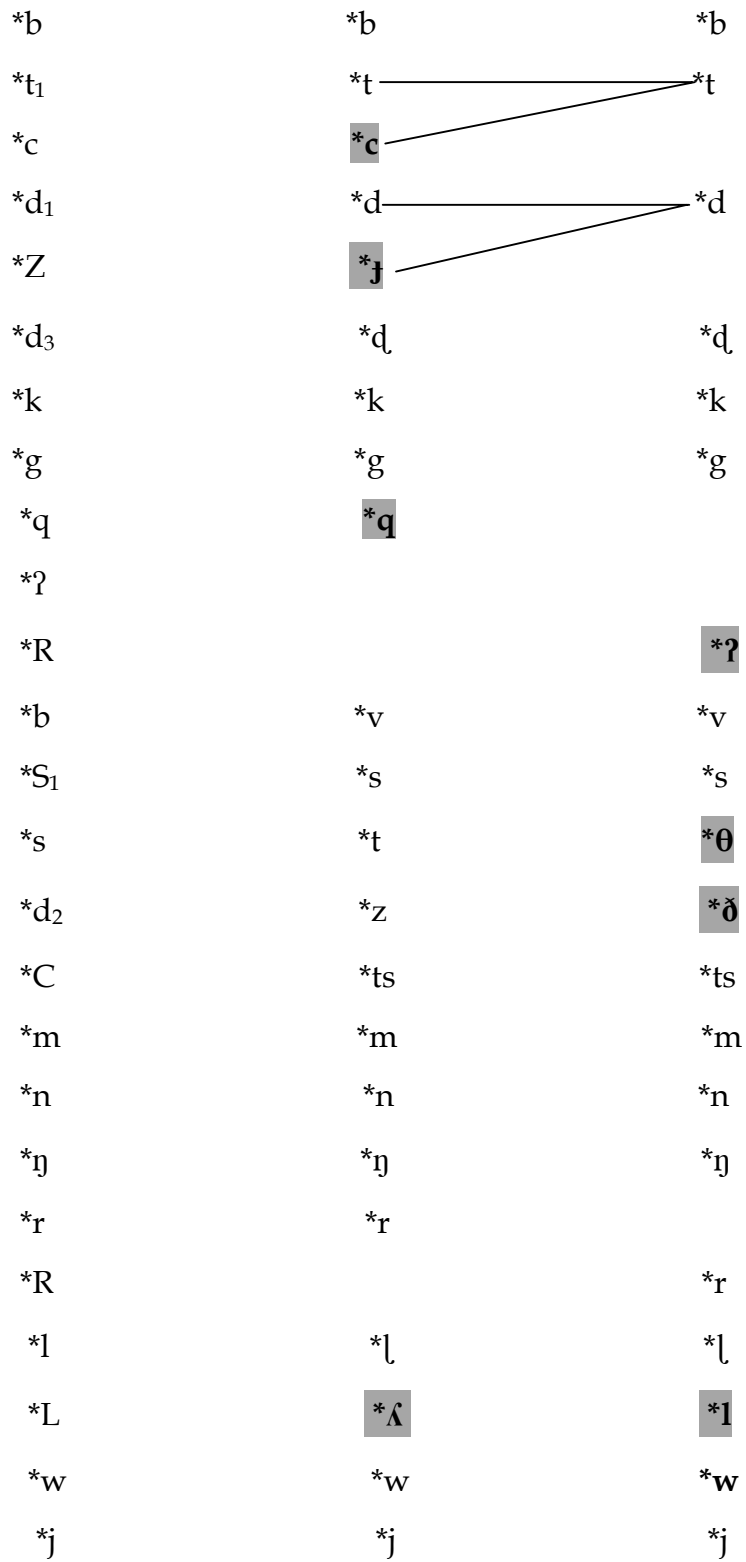 *b *b *b
*t₁ *t *t
*c *c
*d₁ *d *d
*Z *ɟ
*d₃ *ɖ *ɖ
*k *k *k
*g *g *g
*q *q
*ʔ
*R *ʔ
*b *v *v
*S₁ *s *s
*s *t *θ
*d₂ *z *ð
*C *ts *ts
*m *m *m
*n *n *n
*ŋ *ŋ *ŋ
*r *r
*R *r
*l *ɭ *ɭ
*L *ʎ *l
*w *w *w
*j *j *j